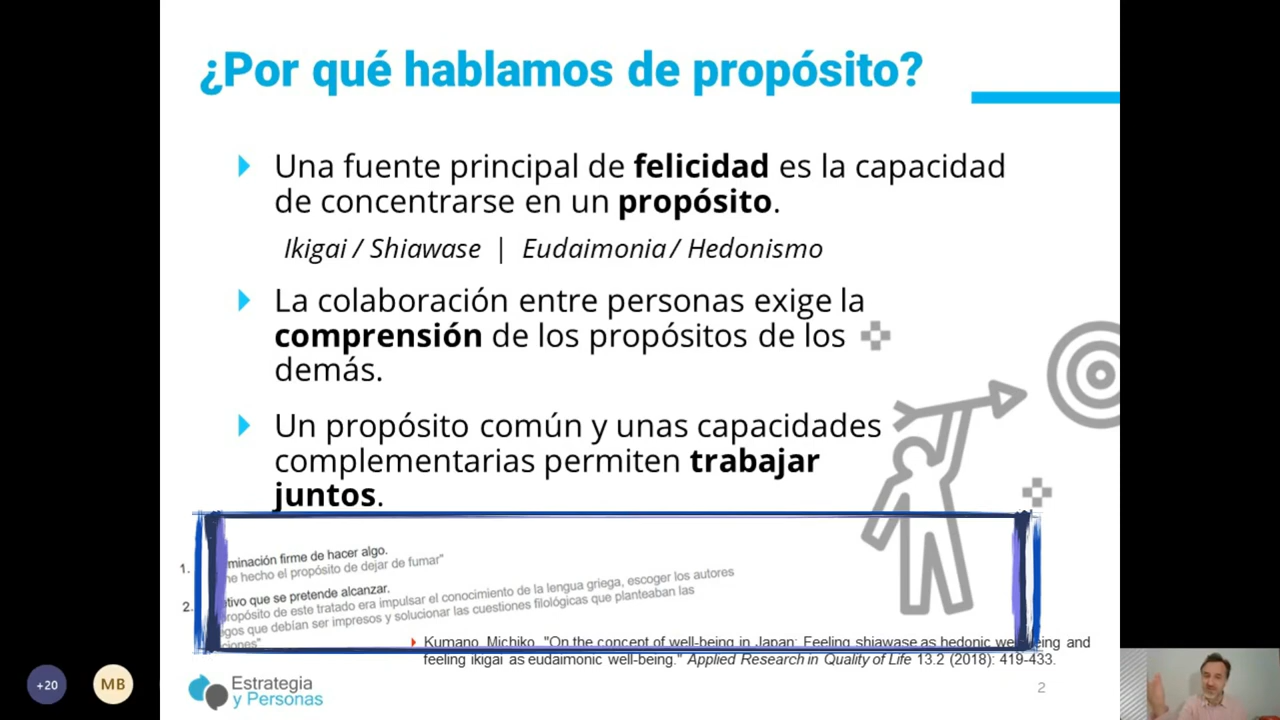 ¿Por qué hablamos de propósito?
Una fuente principal de felicidad es la capacidad
de concentrarse en un propósito.
Ikigai / Shiawase | Eudaimonia / Hedonismo
La colaboración entre personas exige la
comprensión de los propósitos de los
demás.
Un propósito común y unas capacidades
complementarias permiten trabajar
juntos.
1. minación firme de hacer algo.
he hecho el propósito de dejar de fumar"
2. tivo que se pretende alcanzar.
propósito de este tratado era impulsar el conocimiento de la lengua griega, escoger los autores
egos que debían ser impresos y solucionar las cuestiones filológicas que planteaban las
ciones"
Kumano, Michiko. "On the concept of well-being in Japan: Feeling shiawase as hedonic well-being and
feeling ikigai as eudaimonic well-being." Applied Research in Quality of Life 13.2 (2018): 419-433.
Estrategia
y Personas
2
+20
MB